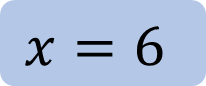 x = 6